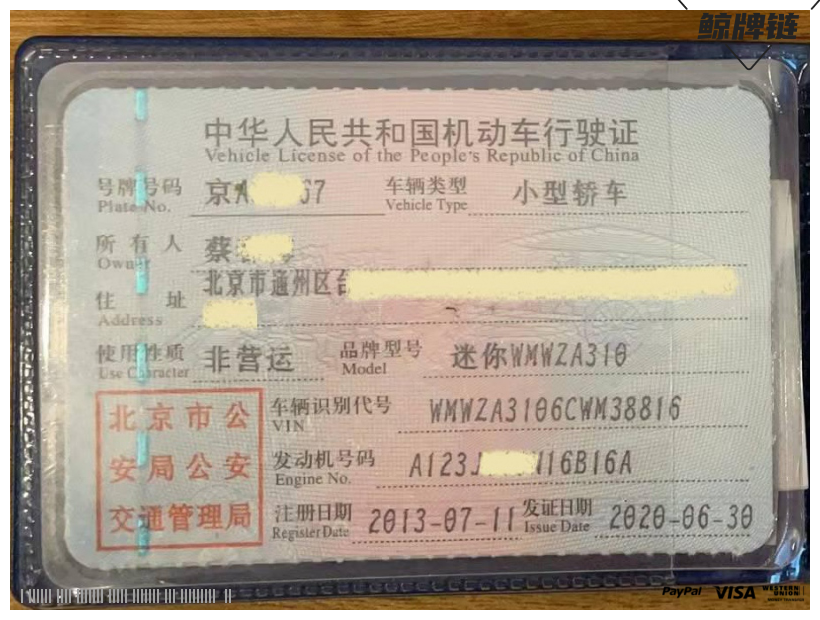 鲸牌链
中华人民共和国机动车行驶证
Vehicle License of the People's Republic of China
号牌号码 京A 67 车辆类型 小型轿车
Plate No. Vehicle Type
所有人 蔡
Owner
北京市通州区台
住址
Address
使用性质 非营运 品牌型号 迷你WMWZA310
Use Character Model
北京市公 车辆识别代号 WMWZA3106CWM38816
VIN
安局公安 发动机号码 A123J 16B16A
Engine No.
交通管理局 注册日期 2013-07-11 发证日期 2020-06-30
Register Date Issue Date
PayPal VISA WESTERN UNION